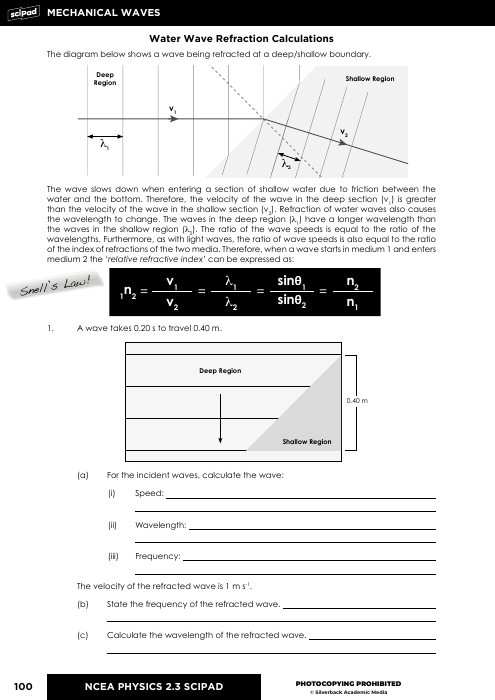 scipad MECHANICAL WAVES
Water Wave Refraction Calculations
The diagram below shows a wave being refracted at a deep/shallow boundary.
Deep
Region
Shallow Region
v₁
v₂
λ₁
λ₂
The wave slows down when entering a section of shallow water due to friction between the
water and the bottom. Therefore, the velocity of the wave in the deep section (v₁) is greater
than the velocity of the wave in the shallow section (v₂). Refraction of water waves also causes
the wavelength to change. The waves in the deep region (λ₁) have a longer wavelength than
the waves in the shallow region (λ₂). The ratio of the wave speeds is equal to the ratio of the
wavelengths. Furthermore, as with light waves, the ratio of wave speeds is also equal to the ratio
of the index of refractions of the two media. Therefore, when a wave starts in medium 1 and enters
medium 2 the 'relative refractive index' can be expressed as:
Snell's Law!
₁n₂ = v₁/v₂ = λ₁/λ₂ = sinθ₁/sinθ₂ = n₂/n₁
1. A wave takes 0.20 s to travel 0.40 m.
Deep Region
0.40 m
Shallow Region
(a) For the incident waves, calculate the wave:
(i) Speed:
(ii) Wavelength:
(iii) Frequency:
The velocity of the refracted wave is 1 m s⁻¹.
(b) State the frequency of the refracted wave.
(c) Calculate the wavelength of the refracted wave.
100 NCEA PHYSICS 2.3 SCIPAD PHOTOCOPYING PROHIBITED
© Silverback Academic Media